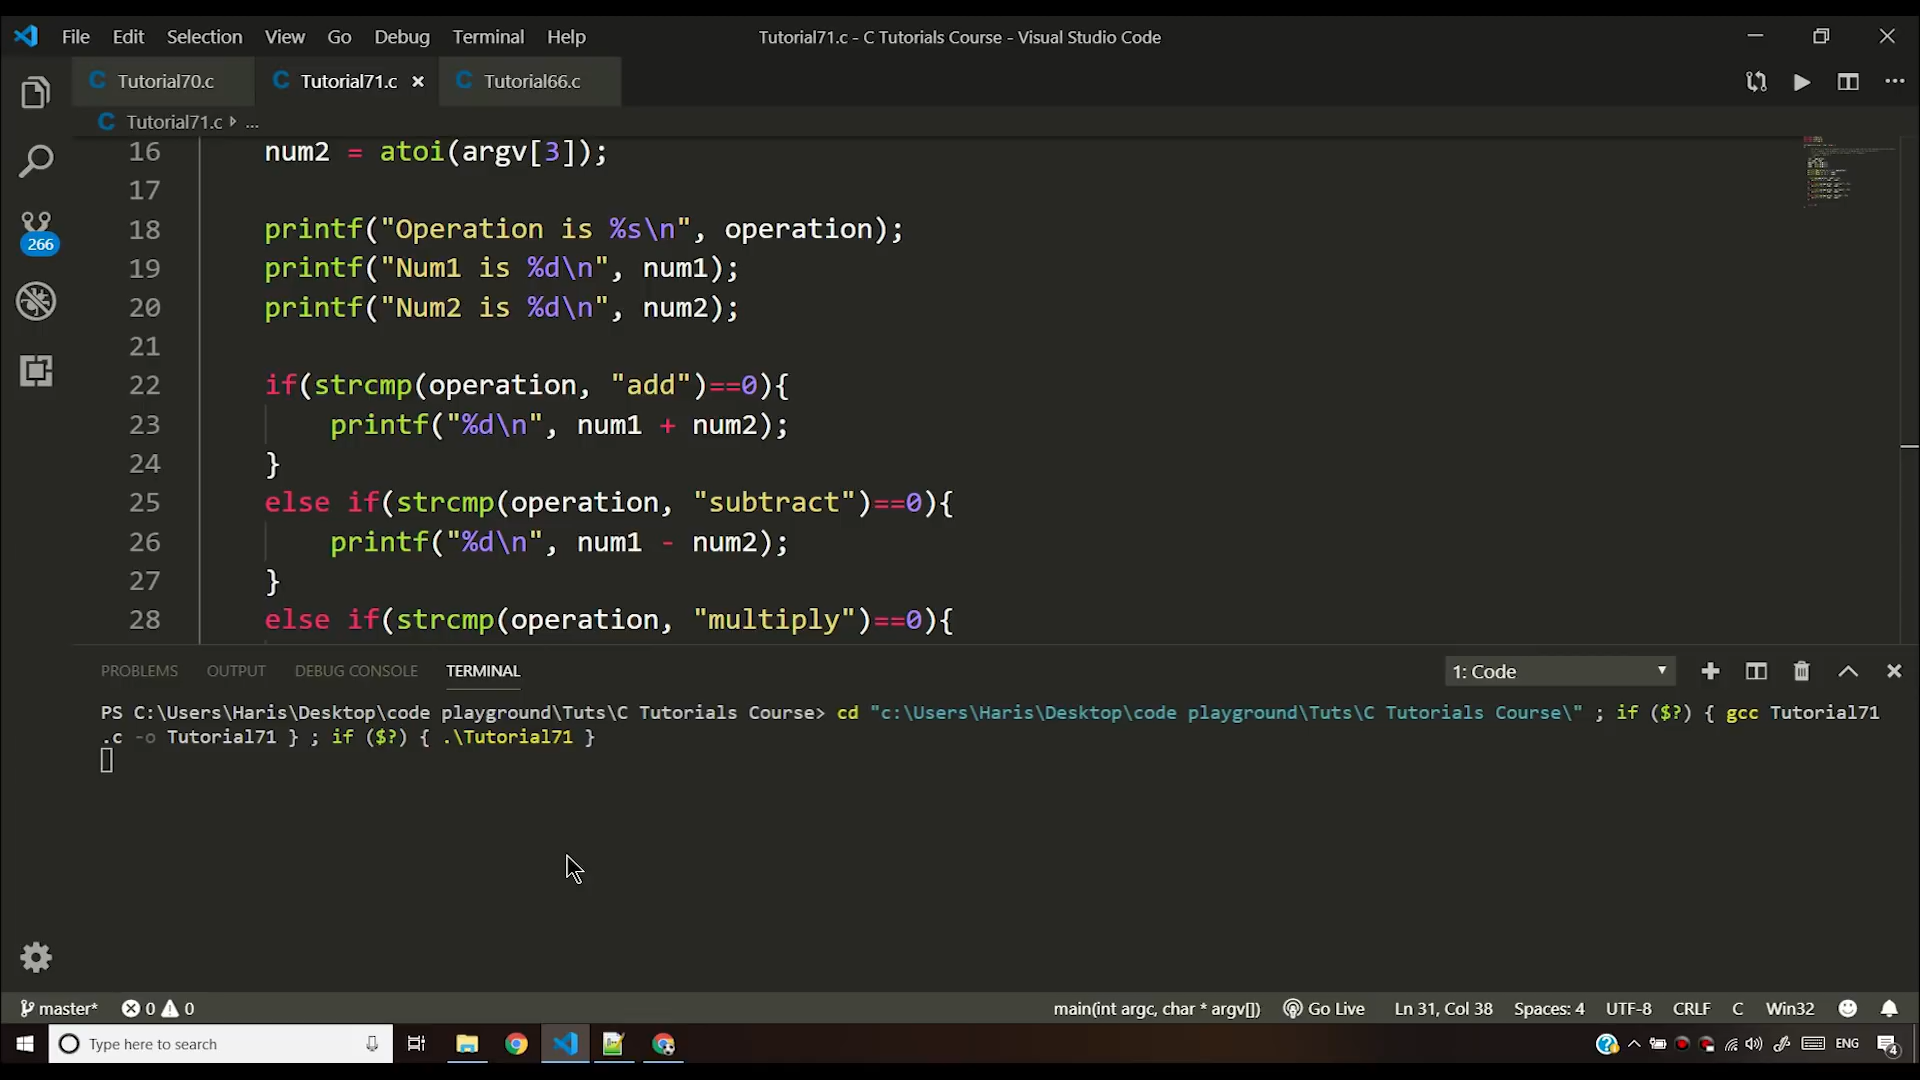 File Edit Selection View Go Debug Terminal Help
Tutorial71.c - C Tutorials Course - Visual Studio Code
Tutorial70.c Tutorial71.c Tutorial66.c
Tutorial71.c ...
16 num2 = atoi(argv[3]);
17
18 printf("Operation is %s\n", operation);
19 printf("Num1 is %d\n", num1);
20 printf("Num2 is %d\n", num2);
21
22 if(strcmp(operation, "add")==0){
23 printf("%d\n", num1 + num2);
24 }
25 else if(strcmp(operation, "subtract")==0){
26 printf("%d\n", num1 - num2);
27 }
28 else if(strcmp(operation, "multiply")==0){
266
PROBLEMS OUTPUT DEBUG CONSOLE TERMINAL
1: Code
PS C:\Users\Haris\Desktop\code playground\Tuts\C Tutorials Course> cd "c:\Users\Haris\Desktop\code playground\Tuts\C Tutorials Course\" ; if ($?) { gcc Tutorial71
.c -o Tutorial71 } ; if ($?) { .\Tutorial71 }
master* 0 0 main(int argc, char * argv[]) Go Live Ln 31, Col 38 Spaces: 4 UTF-8 CRLF C Win32
Type here to search
ENG
4